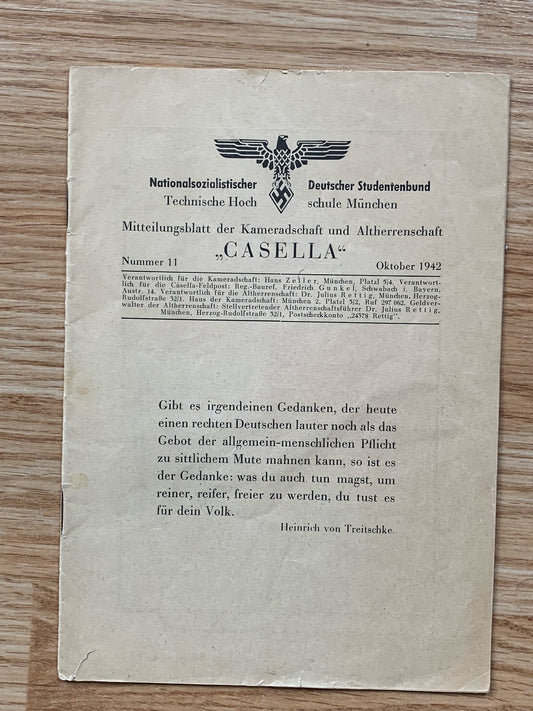 Nationalsozialistischer Deutscher Studentenbund
Technische Hoch schule München
Mitteilungsblatt der Kameradschaft und Altherrenschaft
„CASELLA“
Nummer 11 Oktober 1942
Verantwortlich für die Kameradschaft: Hans Zeller, München, Platzl 5/4, Verantwort-
lich für die Casella-Feldpost: Reg.-Bauref. Friedrich Gunkel, Schwabach i. Bayern,
Austr. 14, Verantwortlich für die Altherrenschaft: Dr. Julius Rettig, München, Herzog-
Rudolfstraße 32/1. Haus der Kameradschaft: München 2, Platzl 5/2, Ruf 297 062. Geldver-
walter der Altherrenschaft: Stellvertretender Altherrenschaftsführer Dr. Julius Rettig,
München, Herzog-Rudolfstraße 32/1, Postscheckkonto „24378 Rettig“.
Gibt es irgendeinen Gedanken, der heute
einen rechten Deutschen lauter noch als das
Gebot der allgemein-menschlichen Pflicht
zu sittlichem Mute mahnen kann, so ist es
der Gedanke: was du auch tun magst, um
reiner, reifer, freier zu werden, du tust es
für dein Volk.
Heinrich von Treitschke.